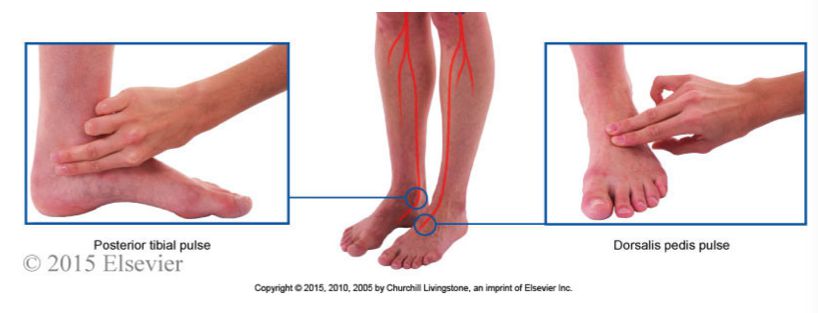 Posterior tibial pulse
Dorsalis pedis pulse
© 2015 Elsevier
Copyright © 2015, 2010, 2005 by Churchill Livingstone, an imprint of Elsevier Inc.